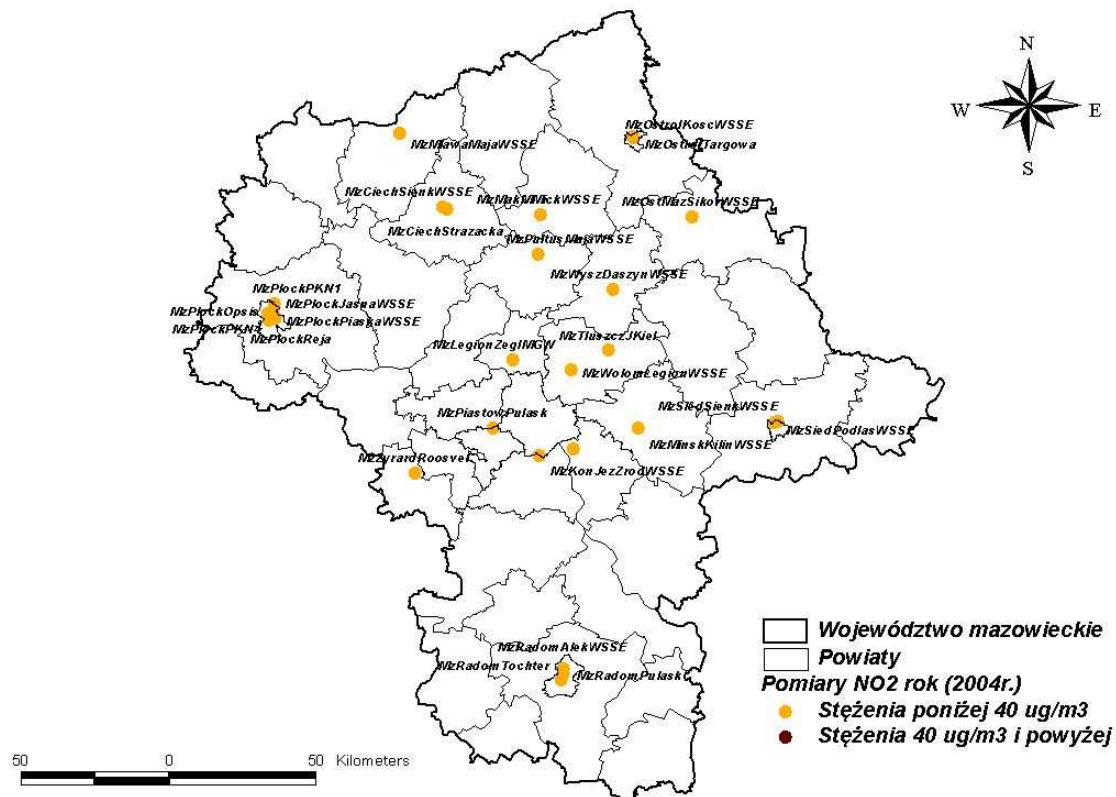 N
W
E
S
MzOstrolKoscWSSE
MzMlawaMajaWSSE
MzCiechSienkWSSE
MzOstMazSikorWSSE
MzCiechStrazacka
MzPultusMajaWSSE
MzWyszDaszynWSSE
MzPlockPKN1
MzPlockJasnaWSSE
MzPlockOpsis
MzPlockPiaskaWSSE
MzPlockReja
MzTluszczJKiel
MzLegionZegIMGW
MzWolomLegionWSSE
MzSiedSienkWSSE
MzPiastowPulask
MzSiedPodlasWSSE
MzMinskKilinWSSE
MzZyrardRoosvel
MzKonJezZrodWSSE
MzRadomAlekWSSE
MzRadomTochter
MzRadomPulask
Województwo mazowieckie
Powiaty
Pomiary NO2 rok (2004r.)
Stężenia poniżej 40 ug/m3
Stężenia 40 ug/m3 i powyżej
50 0 50 Kilometers